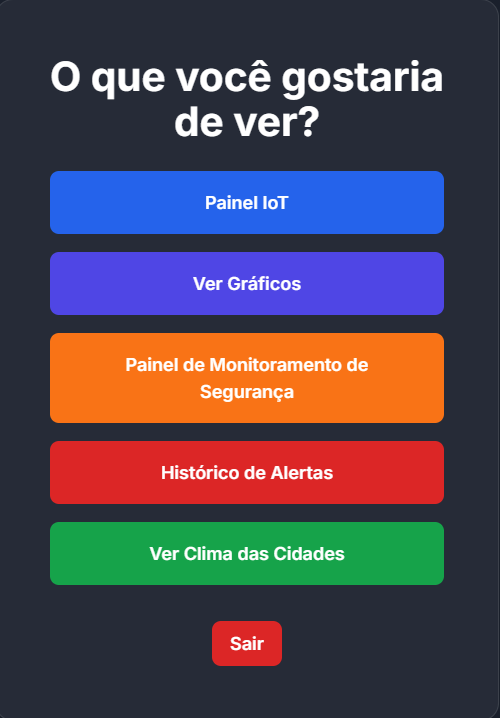 O que você gostaria
de ver?
Painel IoT
Ver Gráficos
Painel de Monitoramento de
Segurança
Histórico de Alertas
Ver Clima das Cidades
Sair